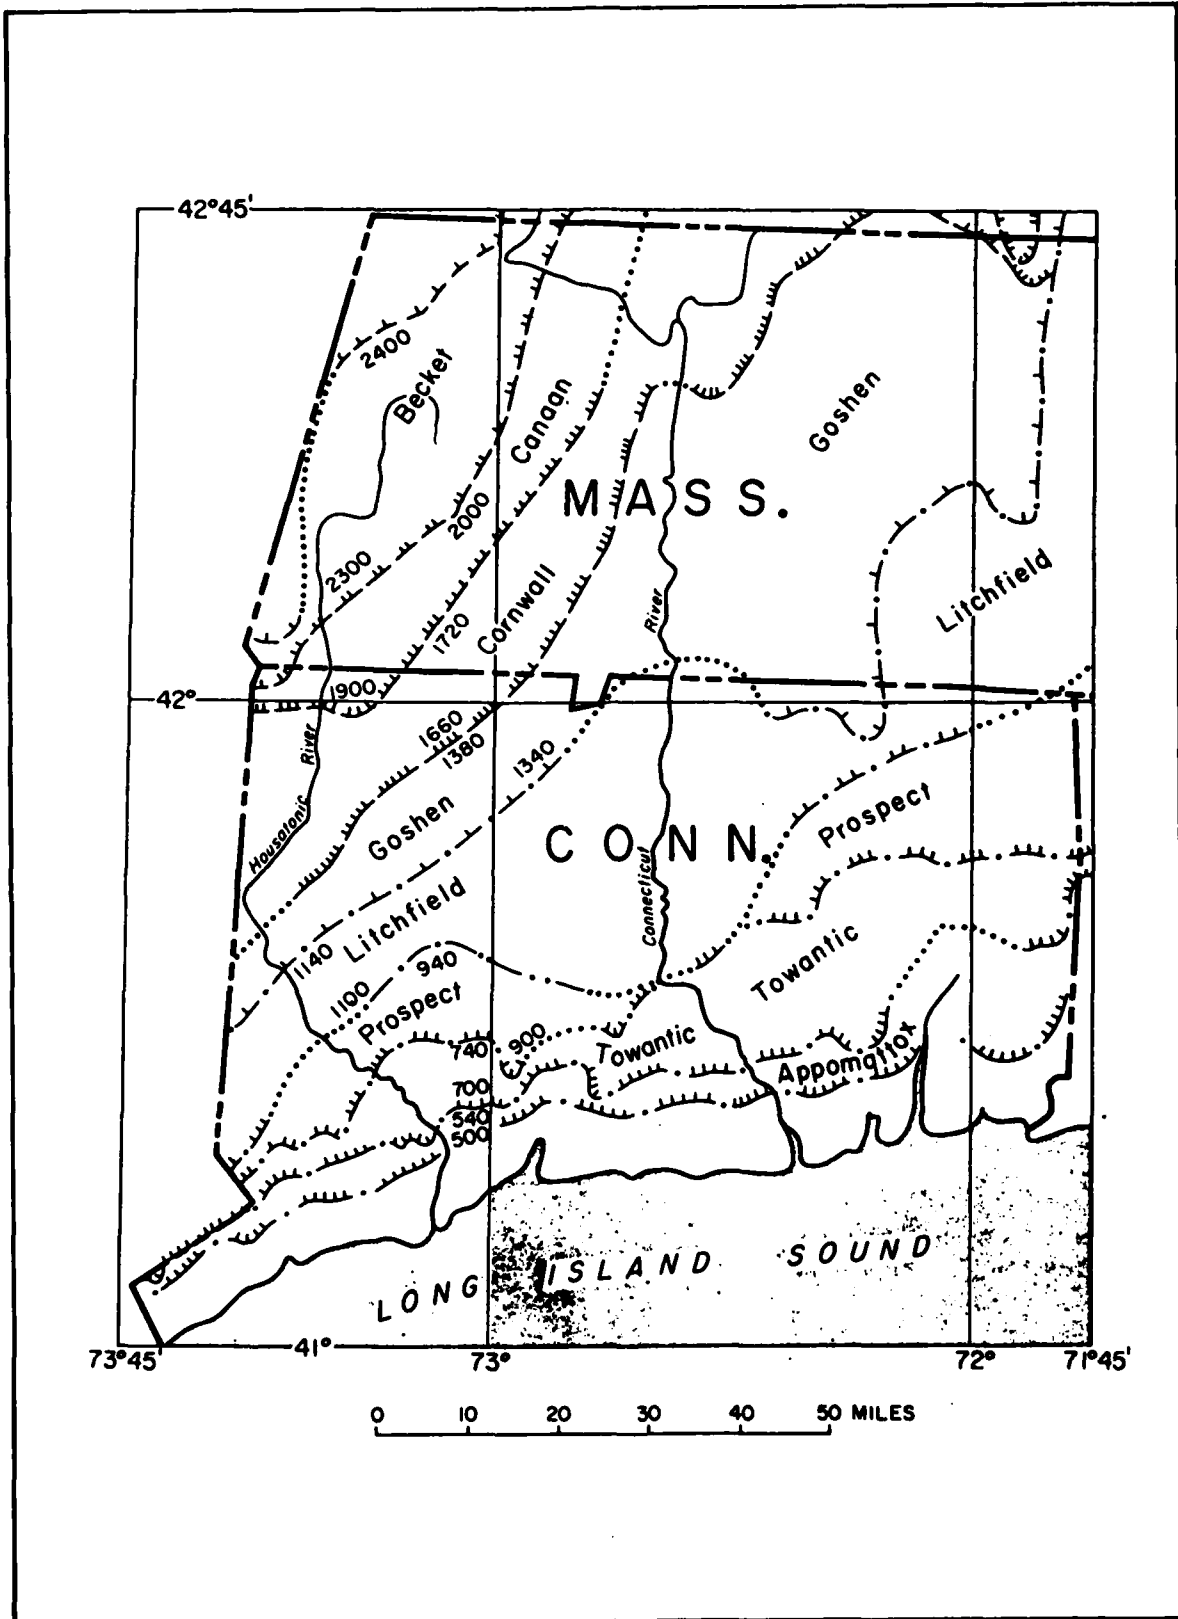 42°45'
2400
Becket
Canaan
Goshen
MASS.
2000
2300
Cornwall
1720
River
Litchfield
1900
42°
1660
1380
1340
River
Housatonic
Goshen
CONN.
Connecticut
Prospect
Litchfield
1140
940
Towantic
1100
Prospect
740
900
Towantic
Appomattox
700
540
500
LONG ISLAND SOUND
41°
73°45'
73°
72°
71°45'
0 10 20 30 40 50 MILES